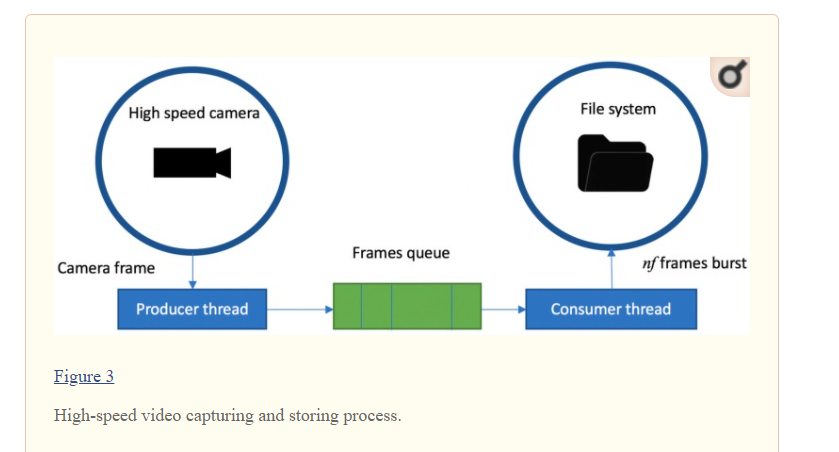 High speed camera
File system
Camera frame
Frames queue
nf frames burst
Producer thread
Consumer thread
Figure 3
High-speed video capturing and storing process.